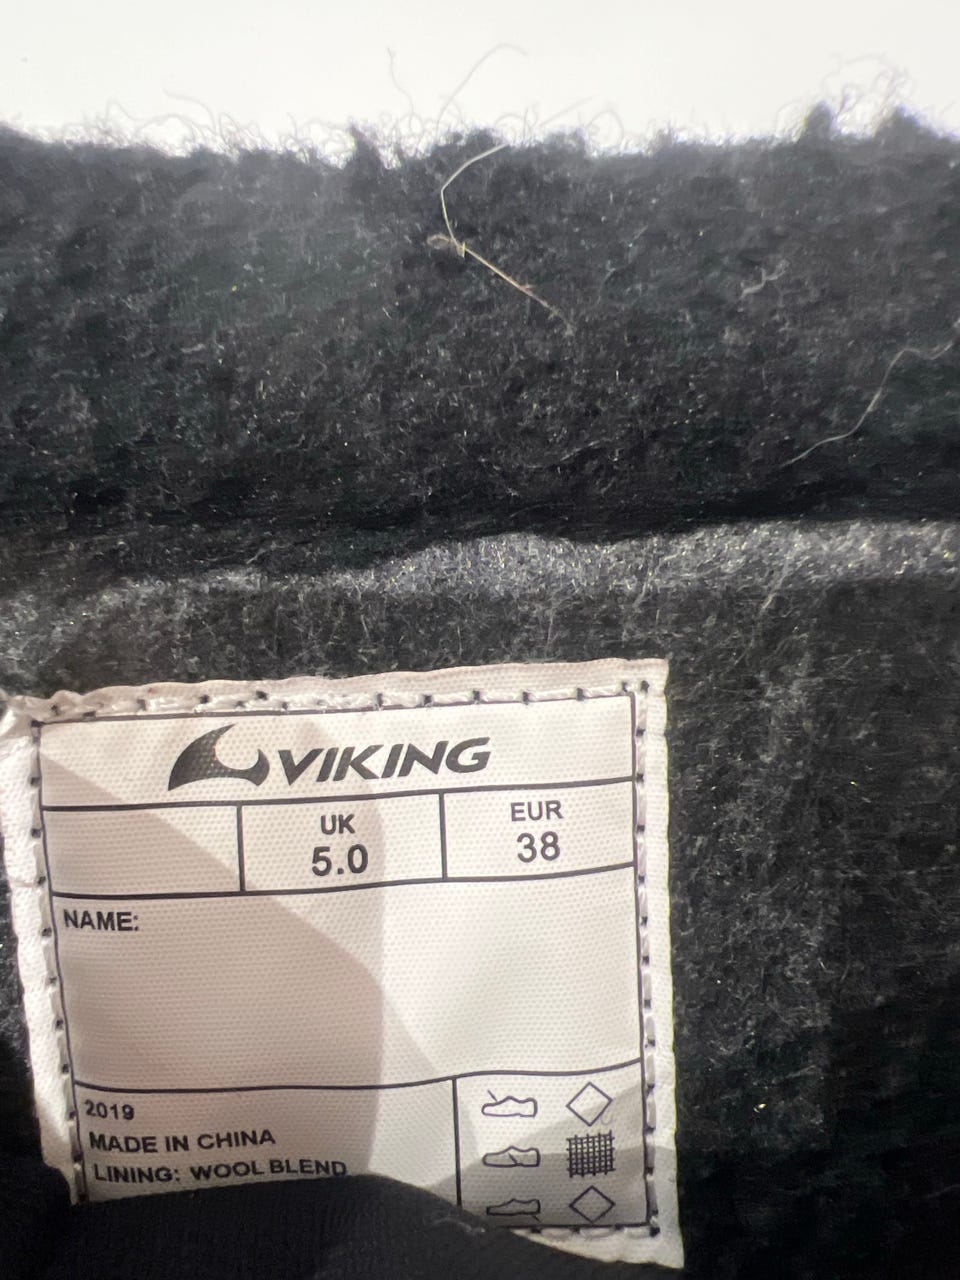 VIKING
UK
5.0
EUR
38
NAME:
2019
MADE IN CHINA
LINING: WOOL BLEND